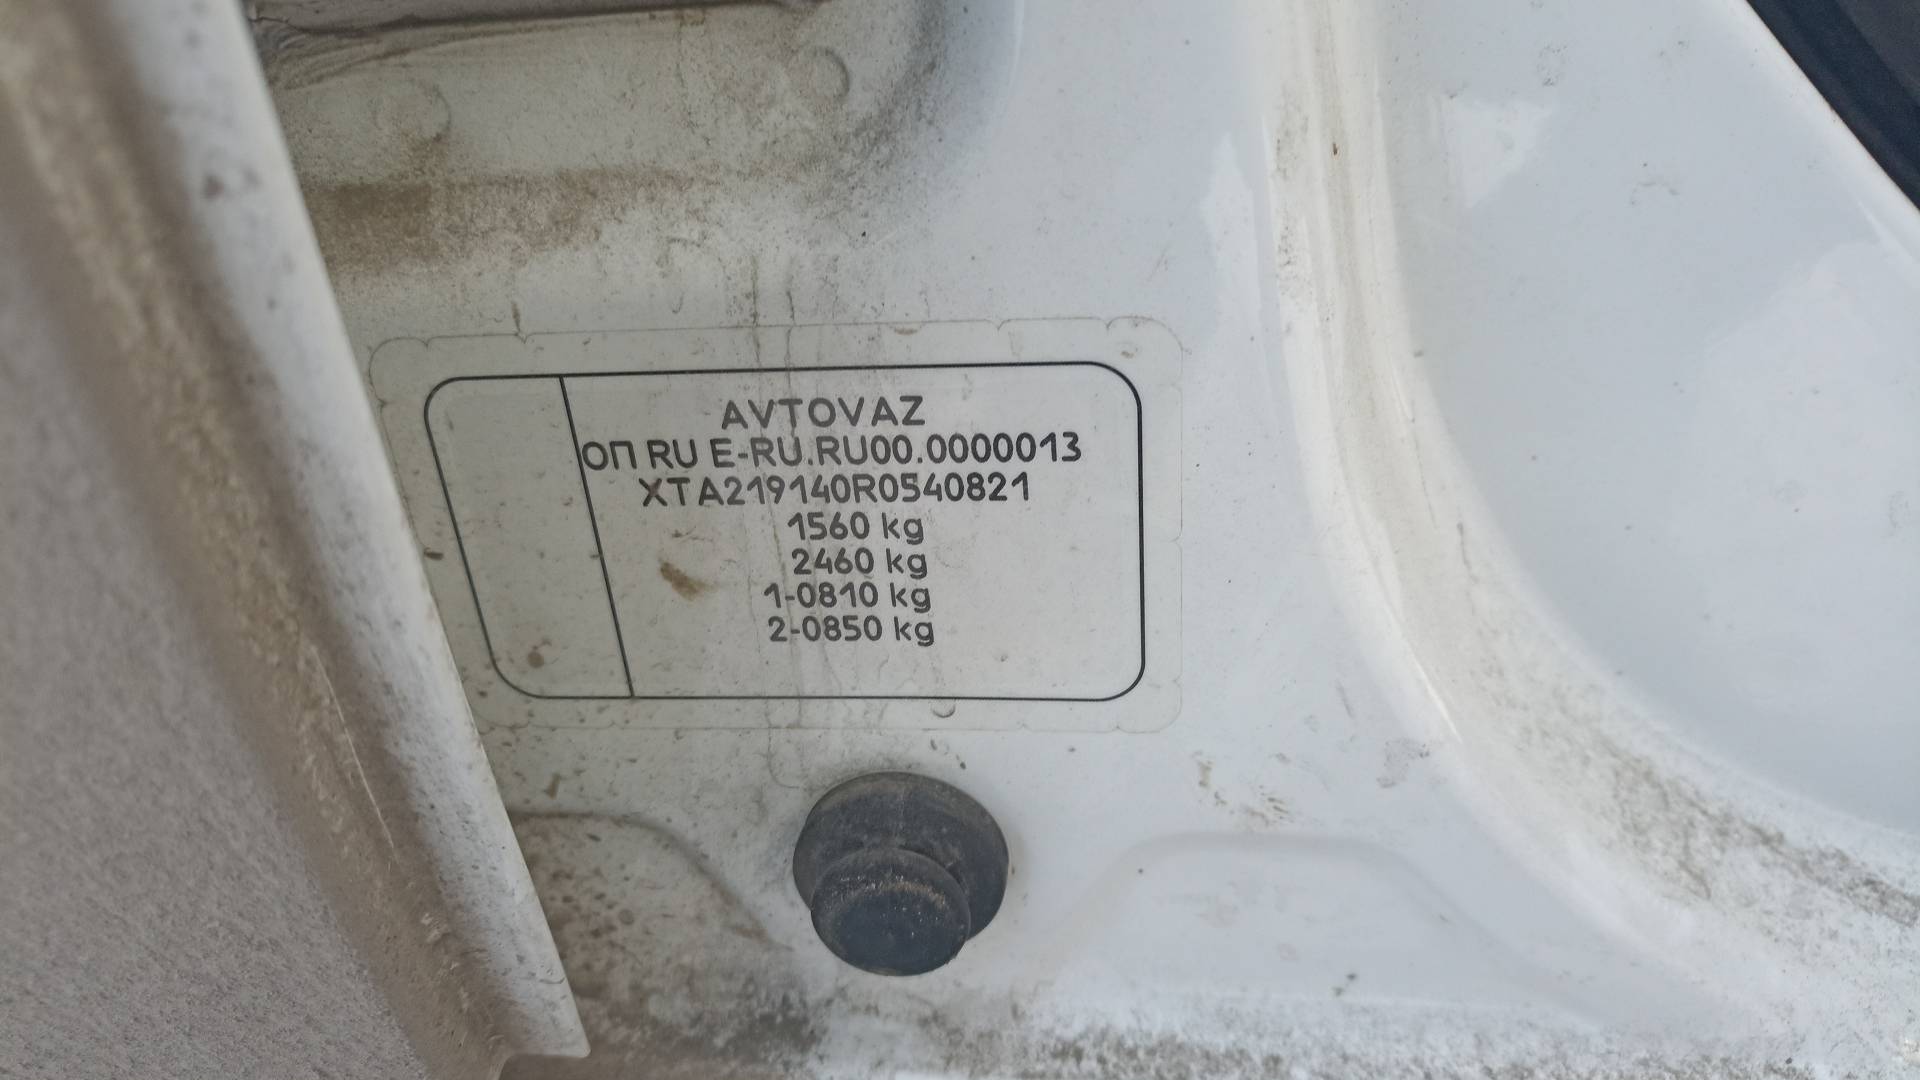 AVTOVAZ
ОП RU E-RU.RU00.0000013
XTA219140R0540821
1560 kg
2460 kg
1-0810 kg
2-0850 kg